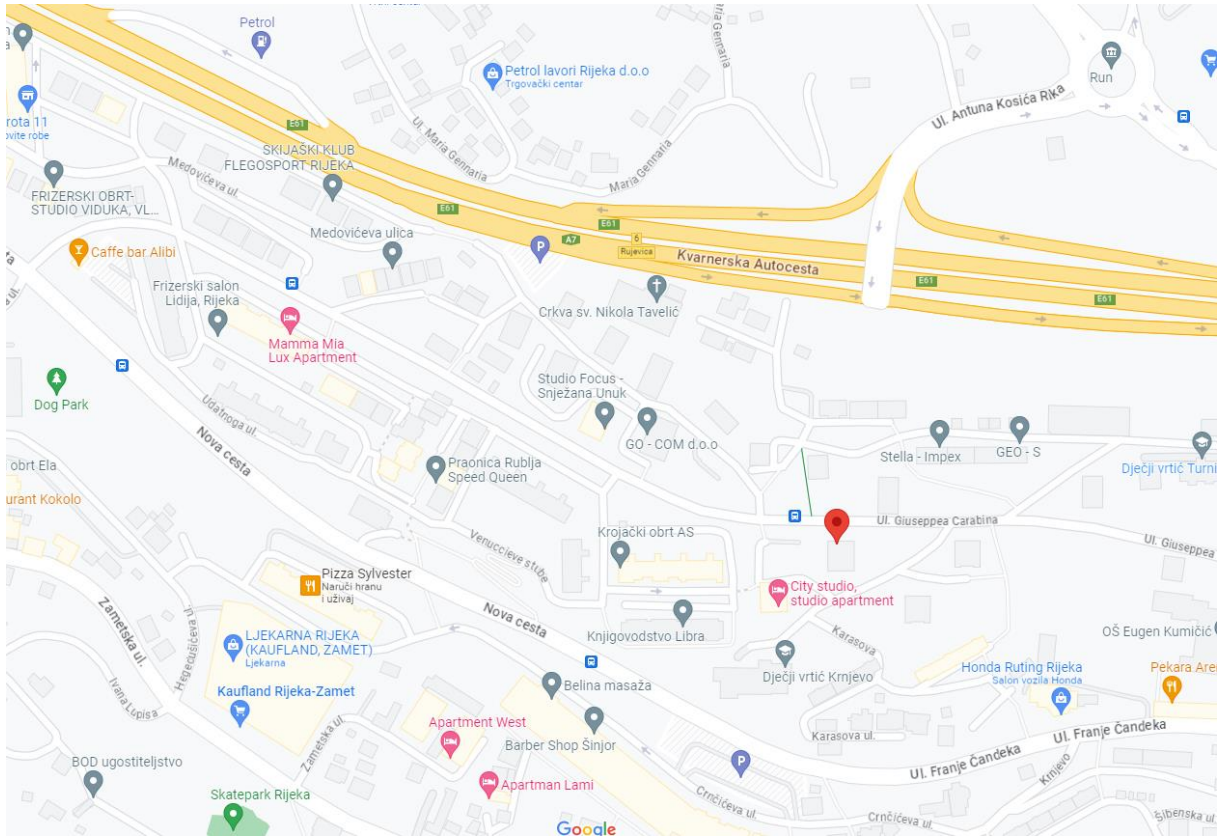 Petrol
Petrol lavori Rijeka d.o.o
Trgovački centar
Maria Gennaria
Run
Ul. Antuna Kosića Rika
rota 11
ovite robe
E61
SKIJAŠKI KLUB
FLEGOSPORT RIJEKA
Ul. Maria Gennaria
Maria Gennaria
Medovićeva ul.
FRIZERSKI OBRT-
STUDIO VIDUKA, VL...
E61
E61
Medovićeva ulica
A7
6
Rujevica
Kvarnerska Autocesta
E61
E61
P
Caffe bar Alibi
Frizerski salon
Lidija, Rijeka
Crkva sv. Nikola Tavelić
Mamma Mia
Lux Apartment
Dog Park
Studio Focus -
Snježana Unuk
Udatnoga ul.
Nova cesta
GO - COM d.o.o
Stella - Impex
GEO - S
Dječji vrtić Turni
obrt Ela
urant Kokolo
Praonica Rublja
Speed Queen
Ul. Giuseppea Carabina
Ul. Giuseppea
Venuccieve stube
Krojački obrt AS
Pizza Sylvester
Naruči hranu
i uživaj
City studio,
studio apartment
Zametska ul.
Nova cesta
Hegecušićeva ul
LJEKARNA RIJEKA
(KAUFLAND, ZAMET)
Ljekarna
Knjigovodstvo Libra
Karasova
OŠ Eugen Kumičić
Dječji vrtić Krnjevo
Honda Ruting Rijeka
Salon vozila Honda
Pekara Aren
Ivana Lupisa
Kaufland Rijeka-Zamet
Belina masaža
Zametska ul.
Apartment West
Barber Shop Šinjor
Karasova ul.
Ul. Franje Čandeka
Ul. Franje Čandeka
Krnjevo
BOD ugostiteljstvo
P
Apartman Lami
Skatepark Rijeka
Crnčićeva ul.
Crnčićeva ul.
Šibenska ul
Google